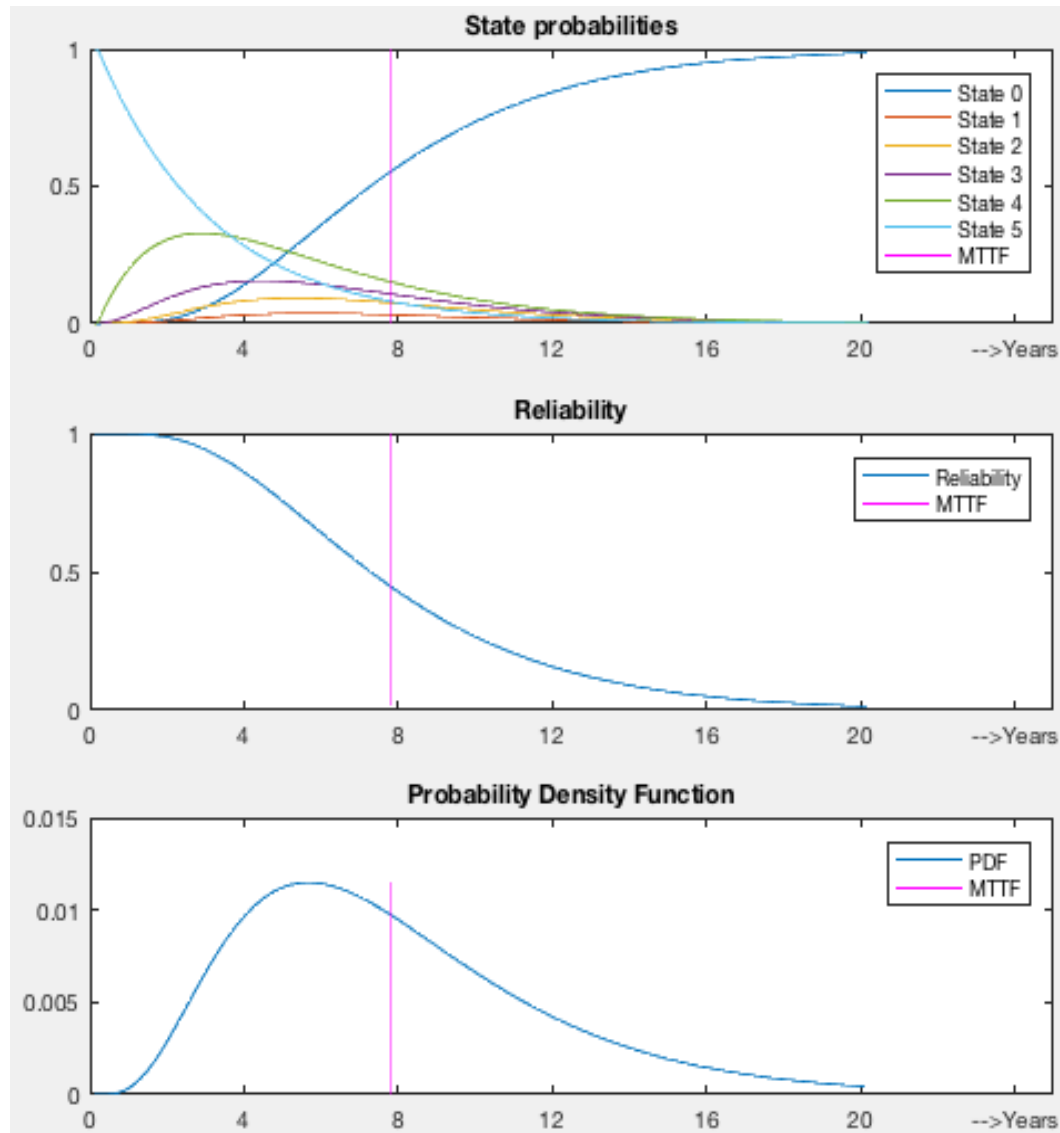 State probabilities
1
0.5
0
0 4 8 12 16 20 -->Years
State 0
State 1
State 2
State 3
State 4
State 5
MTTF
Reliability
1
0.5
0
0 4 8 12 16 20 -->Years
Reliability
MTTF
Probability Density Function
0.015
0.01
0.005
0
0 4 8 12 16 20 -->Years
PDF
MTTF